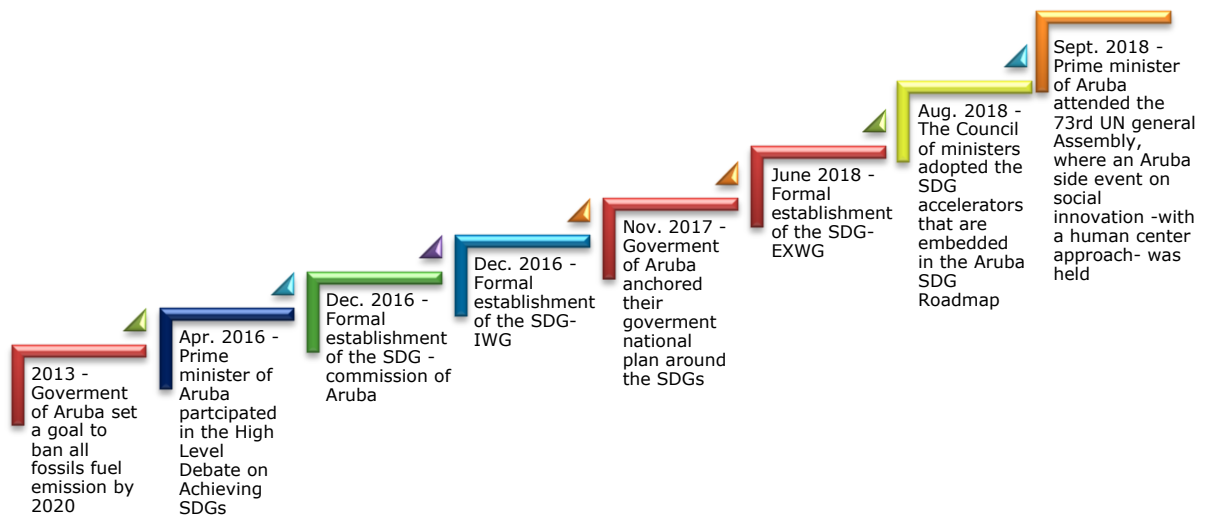 2013 -
Goverment
of Aruba set
a goal to
ban all
fossils fuel
emission by
2020
Apr. 2016 -
Prime
minister of
Aruba
partcipated
in the High
Level
Debate on
Achieving
SDGs
Dec. 2016 -
Formal
establishment
of the SDG -
commission of
Aruba
Dec. 2016 -
Formal
establishment
of the SDG-
IWG
Nov. 2017 -
Goverment
of Aruba
anchored
their
goverment
national
plan around
the SDGs
June 2018 -
Formal
establishment
of the SDG-
EXWG
Aug. 2018 -
The Council
of ministers
adopted the
SDG
accelerators
that are
embedded
in the Aruba
SDG
Roadmap
Sept. 2018 -
Prime minister
of Aruba
attended the
73rd UN general
Assembly,
where an Aruba
side event on
social
innovation -with
a human center
approach- was
held